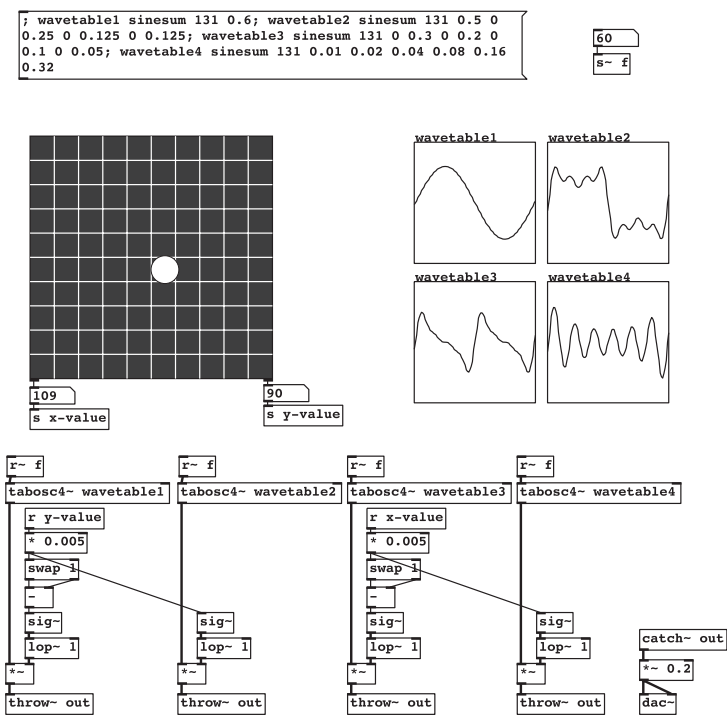 ; wavetable1 sinesum 131 0.6; wavetable2 sinesum 131 0.5 0
0.25 0 0.125 0 0.125; wavetable3 sinesum 131 0 0.3 0 0.2 0
0.1 0 0.05; wavetable4 sinesum 131 0.01 0.02 0.04 0.08 0.16
0.32
60
s~ f
wavetable1
wavetable2
wavetable3
wavetable4
109
s x-value
90
s y-value
r~ f
r~ f
r~ f
r~ f
tabosc4~ wavetable1
tabosc4~ wavetable2
tabosc4~ wavetable3
tabosc4~ wavetable4
r y-value
* 0.005
swap 1
-
sig~
lop~ 1
*~
throw~ out
sig~
lop~ 1
*~
throw~ out
r x-value
* 0.005
swap 1
-
sig~
lop~ 1
*~
throw~ out
sig~
lop~ 1
*~
throw~ out
catch~ out
*~ 0.2
dac~